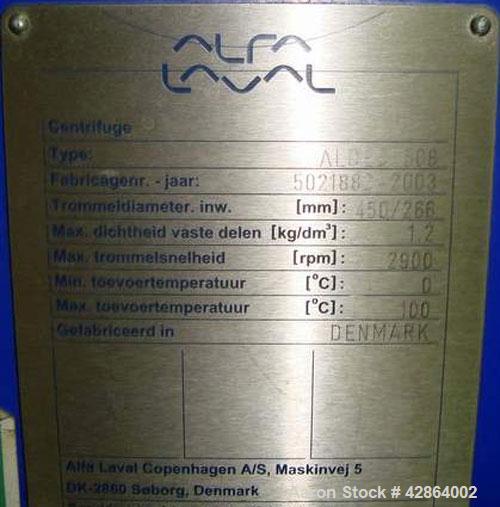 ALFA
LAVAL
Centrifuge
Type:
Fabricagenr. - jaar: 2003
Trommeldiameter. inw. [mm]: 450/266
Max. dichtheid vaste delen [kg/dm³]: 1.2
Max. trommelsnelheid [rpm]: 2900
Min. toevoertemperatuur [°C]: 0
Max. toevoertemperatuur [°C]: 100
Gefabriceerd in DENMARK
Alfa Laval Copenhagen A/S, Maskinvej 5
DK-2860 Søborg, Denmark
Stock # 42864002